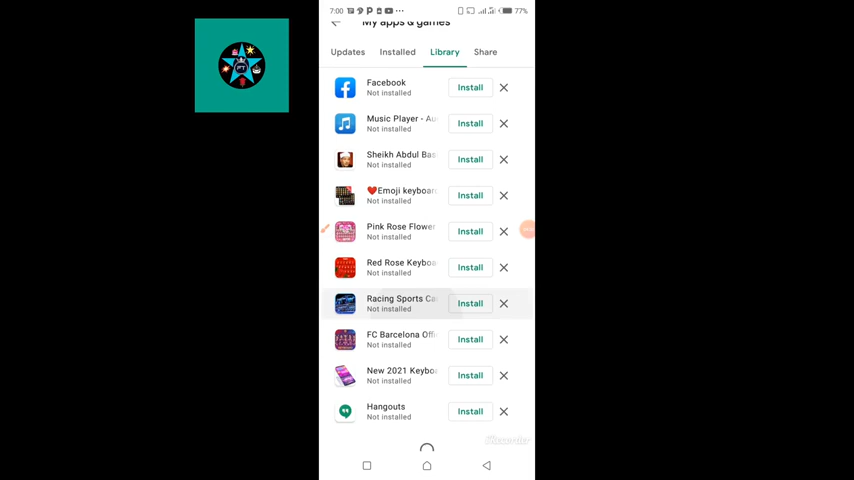 7:00
77%
My apps & games
Updates Installed Library Share
Facebook
Not installed
Install
Music Player - Au
Not installed
Install
Sheikh Abdul Bas
Not installed
Install
❤️Emoji keyboar
Not installed
Install
Pink Rose Flower
Not installed
Install
Red Rose Keyboa
Not installed
Install
Racing Sports Ca
Not installed
Install
FC Barcelona Offi
Not installed
Install
New 2021 Keybo
Not installed
Install
Hangouts
Not installed
Install